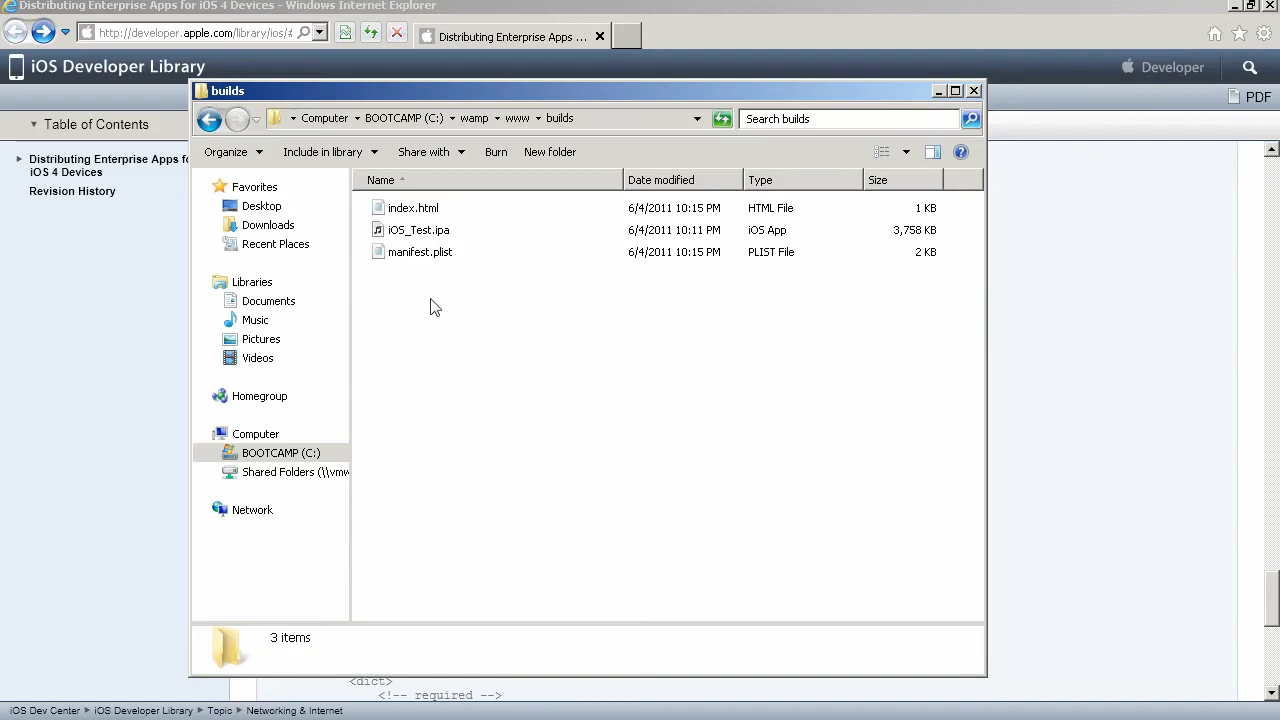 Distributing Enterprise Apps for iOS 4 Devices - Windows Internet Explorer
http://developer.apple.com/library/ios/#
Distributing Enterprise Apps ...
iOS Developer Library
Developer
PDF
Table of Contents
Distributing Enterprise Apps fo
iOS 4 Devices
Revision History
builds
Computer BOOTCAMP (C:) wamp www builds
Search builds
Organize Include in library Share with Burn New folder
Name Date modified Type Size
index.html 6/4/2011 10:15 PM HTML File 1 KB
iOS_Test.ipa 6/4/2011 10:11 PM iOS App 3,758 KB
manifest.plist 6/4/2011 10:15 PM PLIST File 2 KB
Favorites
Desktop
Downloads
Recent Places
Libraries
Documents
Music
Pictures
Videos
Homegroup
Computer
BOOTCAMP (C:)
Shared Folders (\\vmw
Network
3 items
<dict>
<!-- required -->
iOS Dev Center iOS Developer Library Topic Networking & Internet